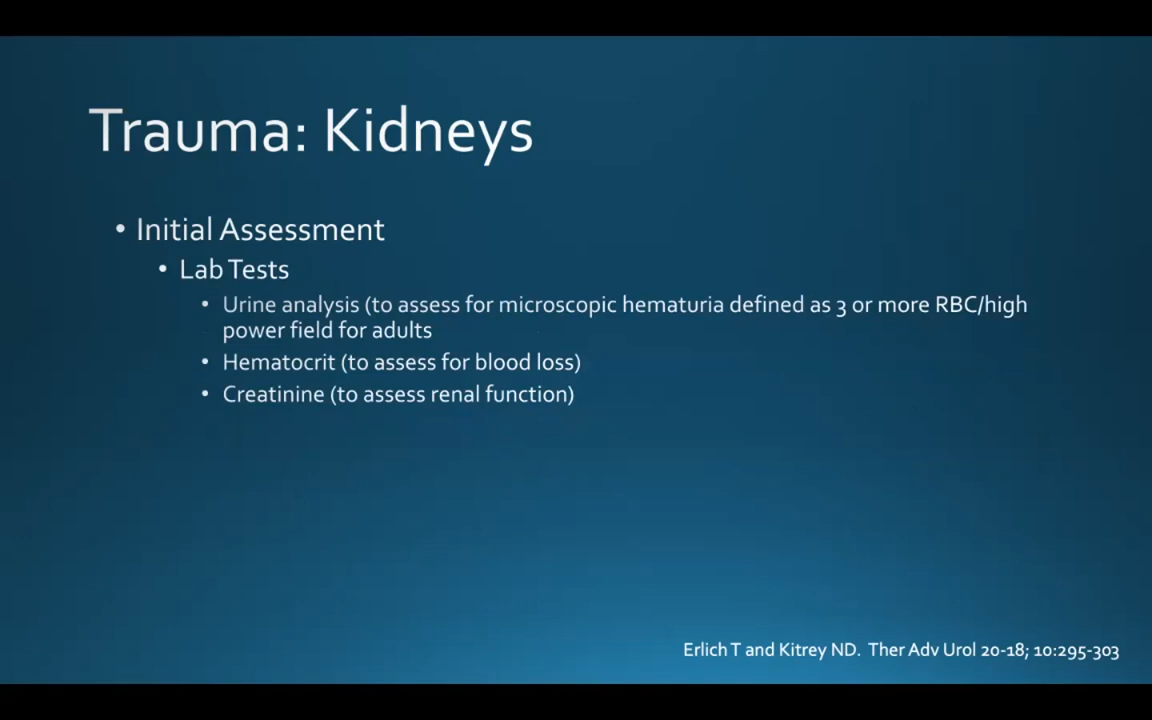 Trauma: Kidneys
• Initial Assessment
• Lab Tests
• Urine analysis (to assess for microscopic hematuria defined as 3 or more RBC/high
power field for adults
• Hematocrit (to assess for blood loss)
• Creatinine (to assess renal function)
Erlich T and Kitrey ND. Ther Adv Urol 20-18; 10:295-303